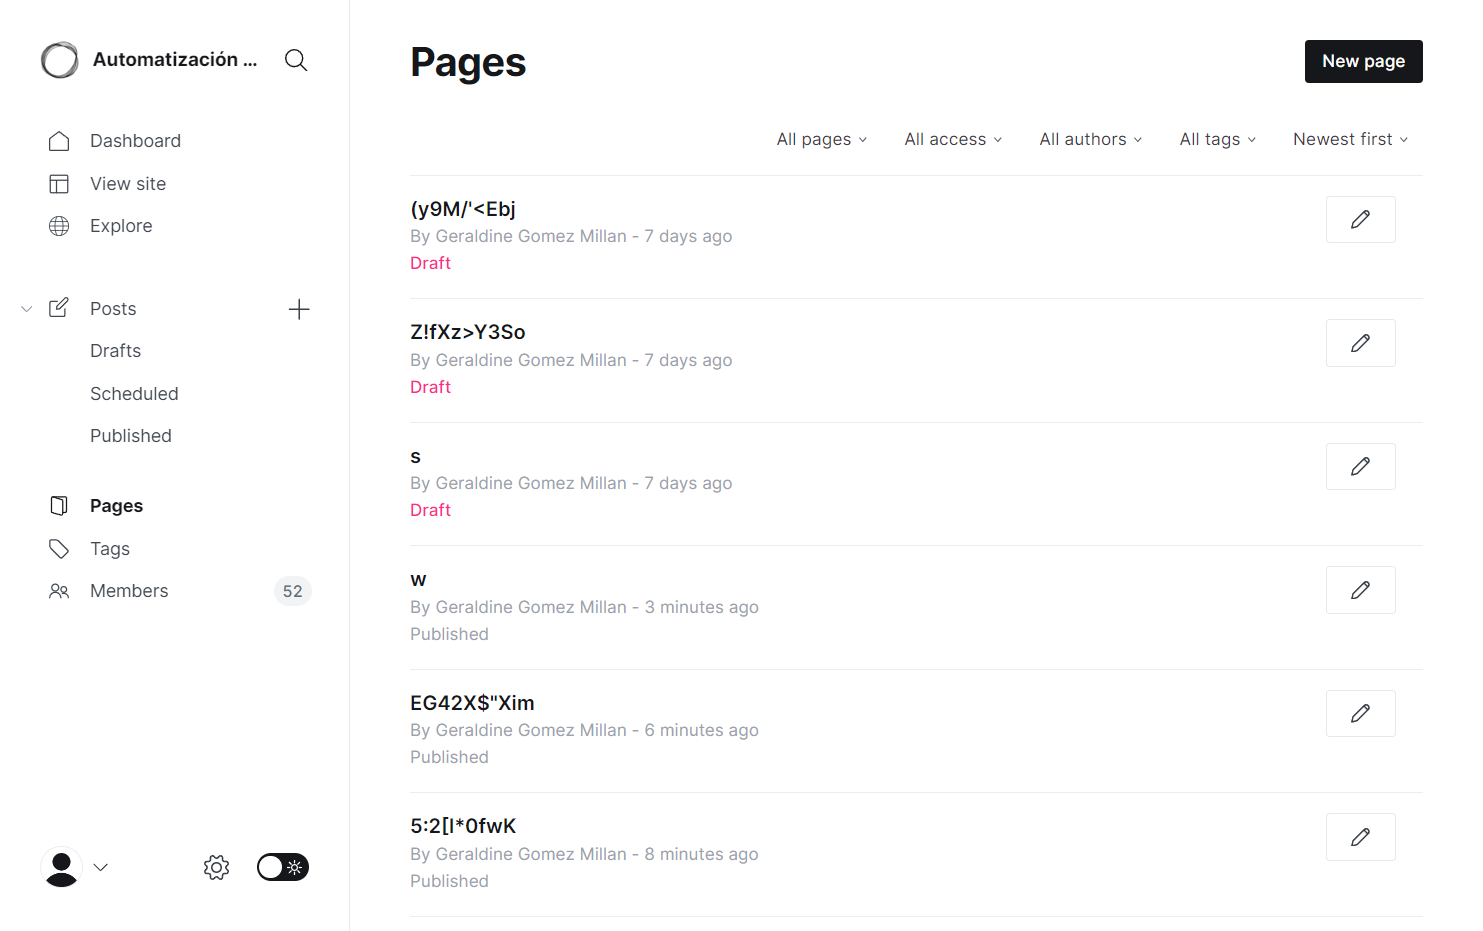 Automatización ...
Dashboard
View site
Explore
Posts
Drafts
Scheduled
Published
Pages
Tags
Members 52
Pages
New page
All pages All access All authors All tags Newest first
(y9M/'<Ebj
By Geraldine Gomez Millan - 7 days ago
Draft
Z!fXz>Y3So
By Geraldine Gomez Millan - 7 days ago
Draft
s
By Geraldine Gomez Millan - 7 days ago
Draft
w
By Geraldine Gomez Millan - 3 minutes ago
Published
EG42X$"Xim
By Geraldine Gomez Millan - 6 minutes ago
Published
5:2[I*0fwK
By Geraldine Gomez Millan - 8 minutes ago
Published